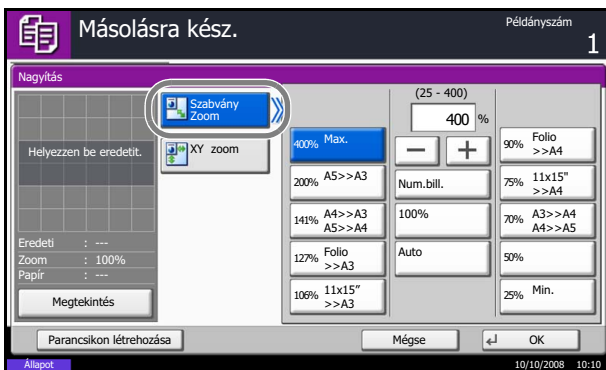 Másolásra kész.
Példányszám
1
Nagyítás
Helyezzen be eredetit.
Eredeti : ---
Zoom : 100%
Papír : ---
Megtekintés
Szabvány
Zoom
XY zoom
400% Max.
200% A5>>A3
141% A4>>A3
A5>>A4
127% Folio
>>A3
106% 11x15"
>>A3
(25 - 400)
400 %
Num.bill.
100%
Auto
90% Folio
>>A4
75% 11x15"
>>A4
70% A3>>A4
A4>>A5
50%
25% Min.
Parancsikon létrehozása
Mégse
OK
Állapot
10/10/2008 10:10